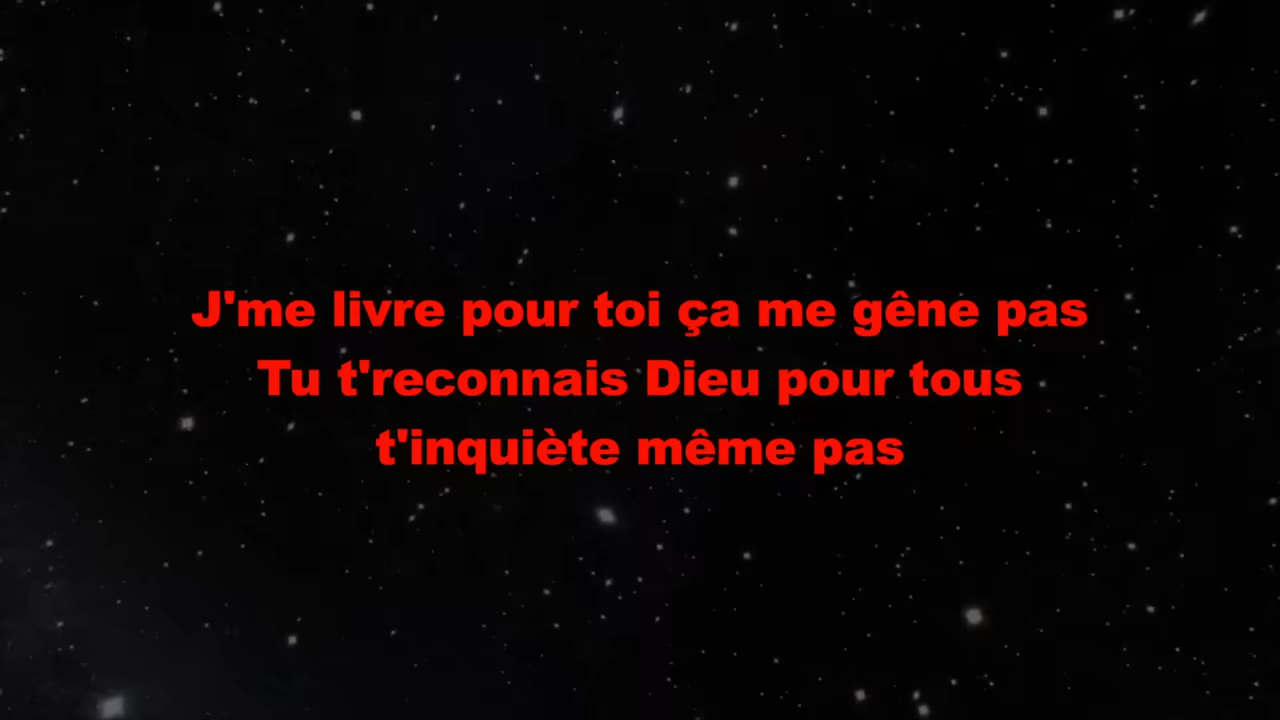 J'me livre pour toi ça me gêne pas
Tu t'reconnais Dieu pour tous
t'inquiète même pas